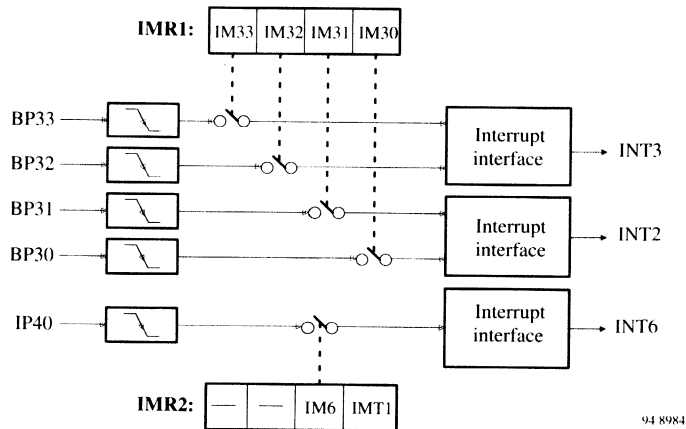 IMR1: IM33 IM32 IM31 IM30
BP33
BP32
Interrupt
interface
INT3
BP31
BP30
Interrupt
interface
INT2
IP40
Interrupt
interface
INT6
IMR2: — — IM6 IMT1
94 8984